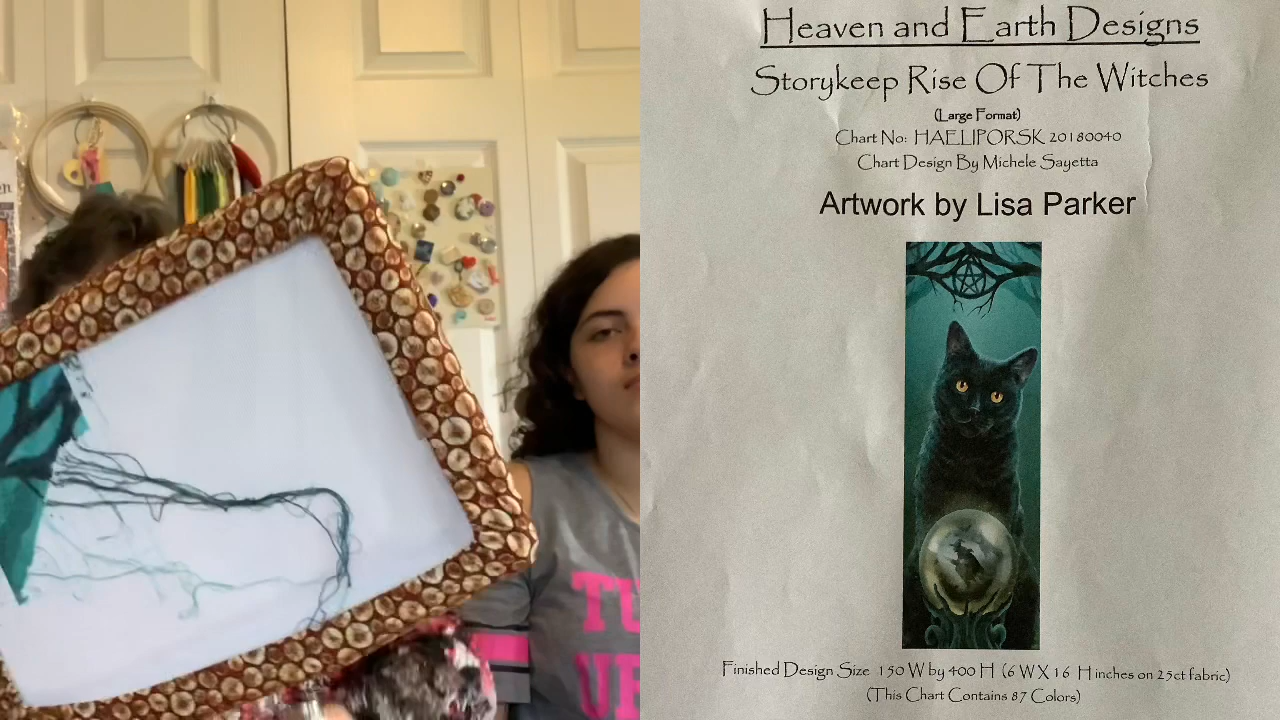 Heaven and Earth Designs
Storykeep Rise Of The Witches
(Large Format)
Chart No: HAELIPORSK 20180040
Chart Design By Michele Sayetta
Artwork by Lisa Parker
Finished Design Size 150 W by 400 H (6 W X 16 H inches on 25ct fabric)
(This Chart Contains 87 Colors)